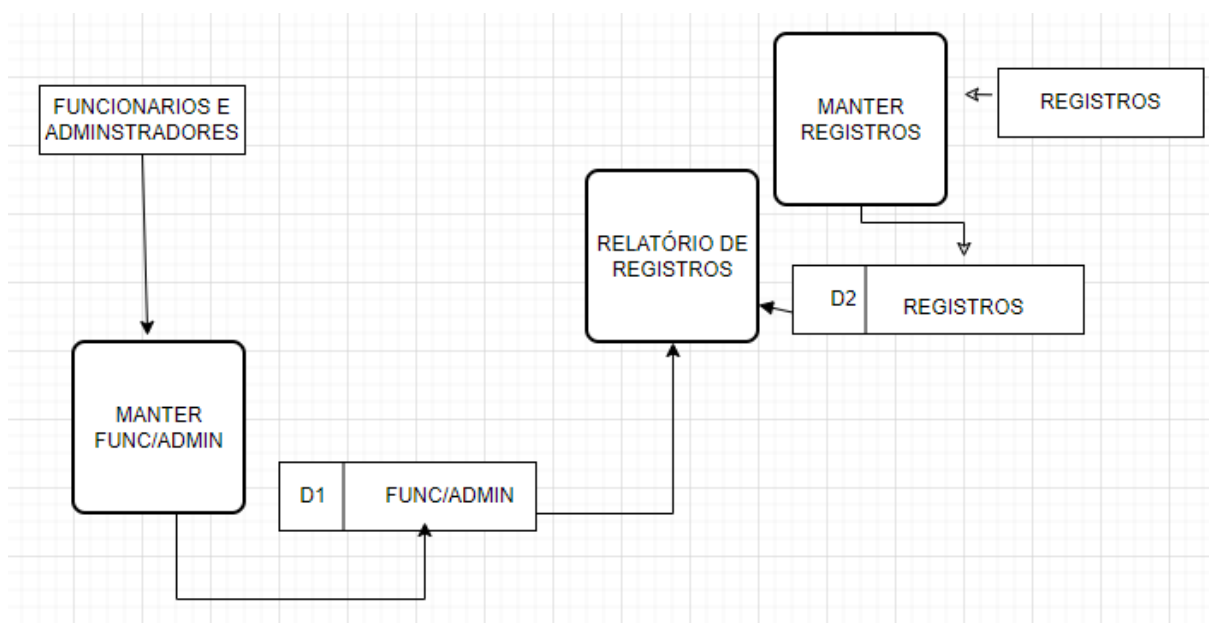 FUNCIONARIOS E
ADMINSTRADORES
MANTER
REGISTROS
REGISTROS
RELATÓRIO DE
REGISTROS
D2
REGISTROS
MANTER
FUNC/ADMIN
D1
FUNC/ADMIN